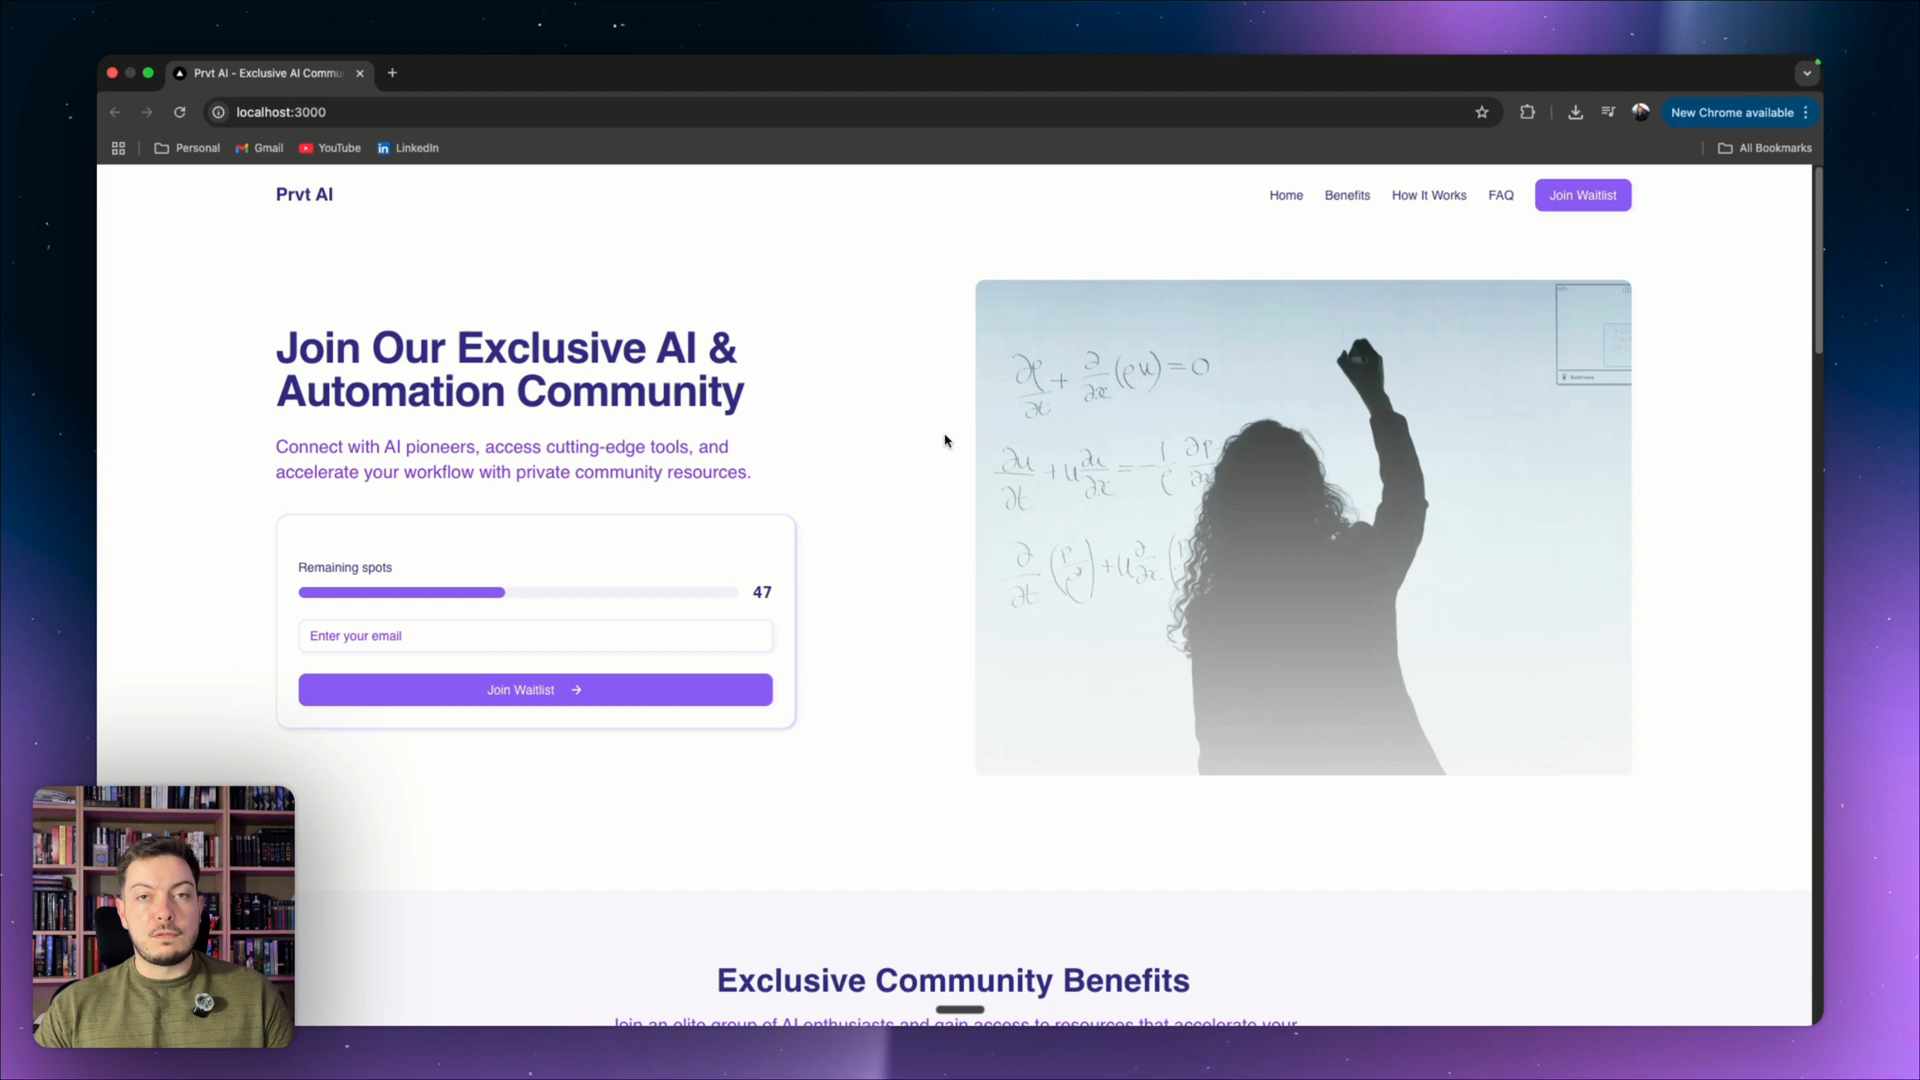 Prvt AI - Exclusive AI Commu
localhost:3000
New Chrome available
Personal
Gmail
YouTube
LinkedIn
All Bookmarks
Prvt AI
Home
Benefits
How It Works
FAQ
Join Waitlist
Join Our Exclusive AI &
Automation Community
Connect with AI pioneers, access cutting-edge tools, and
accelerate your workflow with private community resources.
Remaining spots
47
Enter your email
Join Waitlist →
Exclusive Community Benefits
Join an elite group of AI enthusiasts and gain access to resources that accelerate your